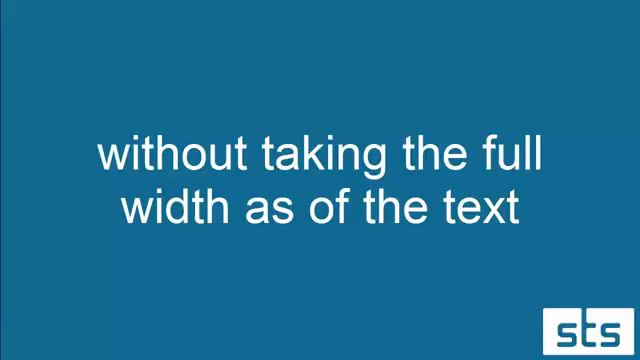 without taking the full
width as of the text
sts